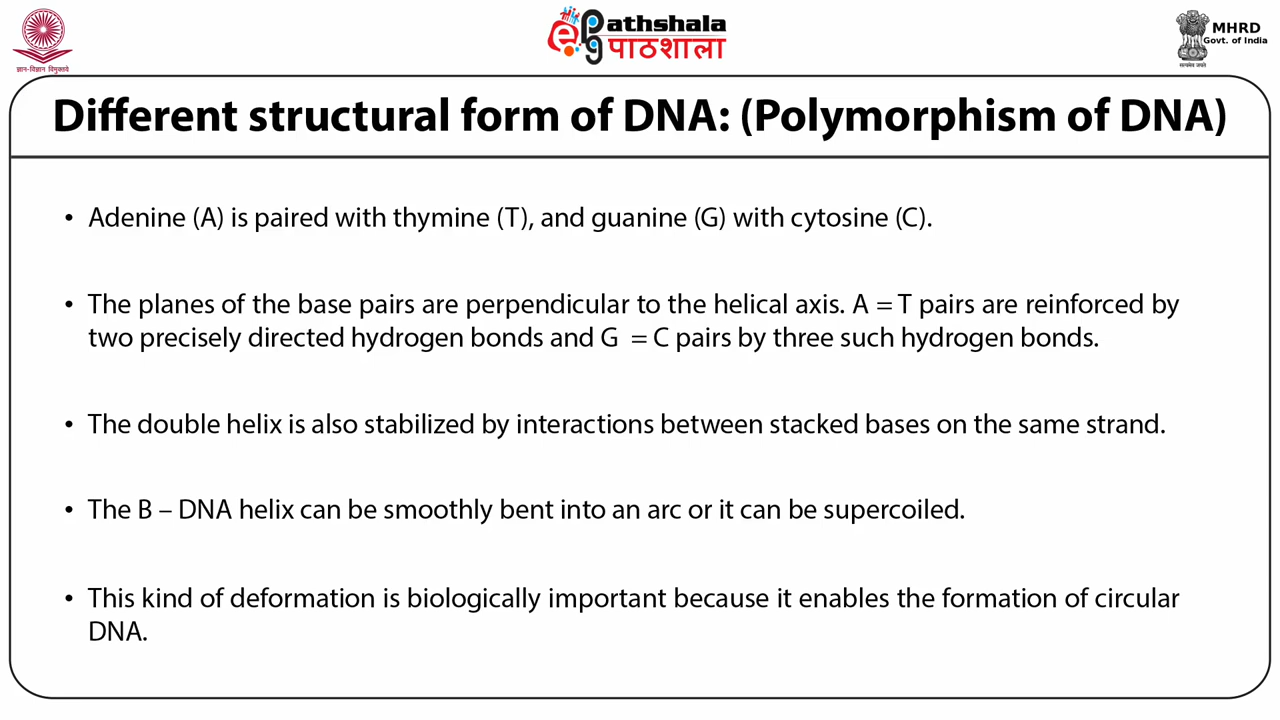 ePathshala
पाठशाला
MHRD
Govt. of India
ज्ञान-विज्ञान विमुक्तये
सत्यमेव जयते
Different structural form of DNA: (Polymorphism of DNA)
• Adenine (A) is paired with thymine (T), and guanine (G) with cytosine (C).
• The planes of the base pairs are perpendicular to the helical axis. A = T pairs are reinforced by
two precisely directed hydrogen bonds and G = C pairs by three such hydrogen bonds.
• The double helix is also stabilized by interactions between stacked bases on the same strand.
• The B – DNA helix can be smoothly bent into an arc or it can be supercoiled.
• This kind of deformation is biologically important because it enables the formation of circular
DNA.